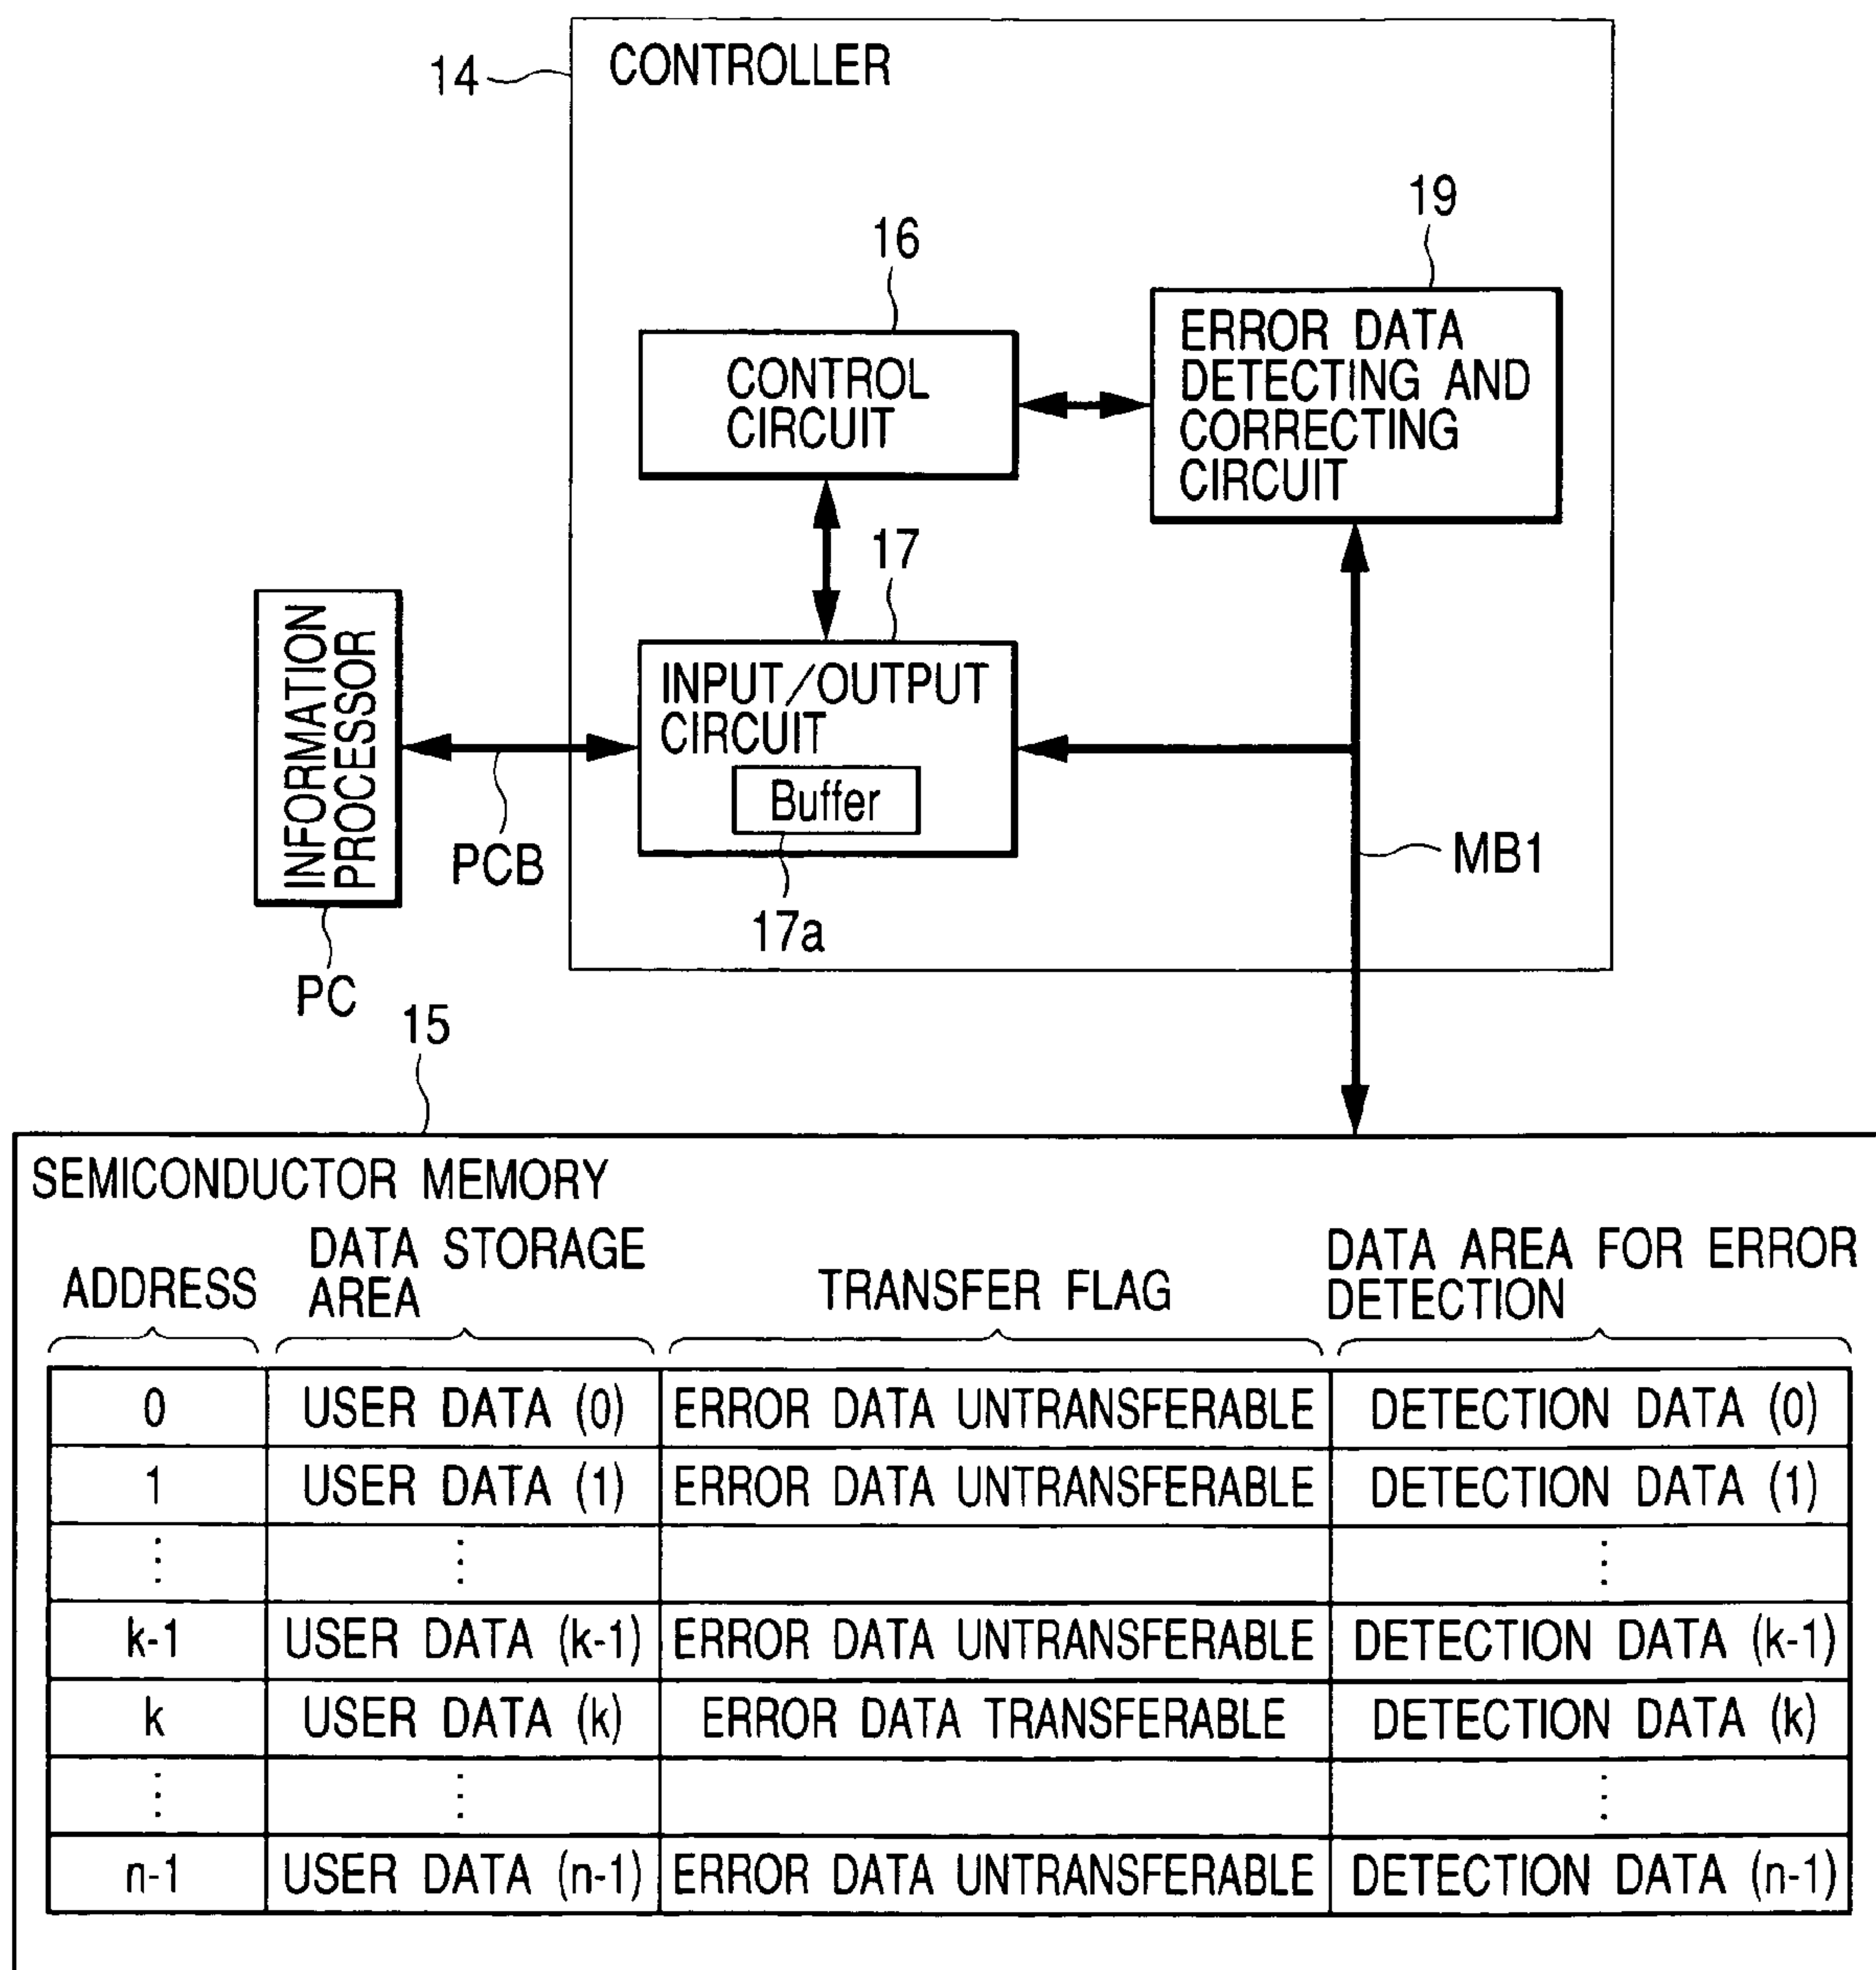 14
CONTROLLER
19
16
ERROR DATA
DETECTING AND
CORRECTING
CIRCUIT
CONTROL
CIRCUIT
17
INFORMATION
PROCESSOR
INPUT/OUTPUT
CIRCUIT
Buffer
PCB
MB1
17a
PC
15
SEMICONDUCTOR MEMORY
ADDRESS
DATA STORAGE
AREA
TRANSFER FLAG
DATA AREA FOR ERROR
DETECTION
0 USER DATA (0) ERROR DATA UNTRANSFERABLE DETECTION DATA (0)
1 USER DATA (1) ERROR DATA UNTRANSFERABLE DETECTION DATA (1)
⋮ ⋮ ⋮
k-1 USER DATA (k-1) ERROR DATA UNTRANSFERABLE DETECTION DATA (k-1)
k USER DATA (k) ERROR DATA TRANSFERABLE DETECTION DATA (k)
⋮ ⋮ ⋮
n-1 USER DATA (n-1) ERROR DATA UNTRANSFERABLE DETECTION DATA (n-1)